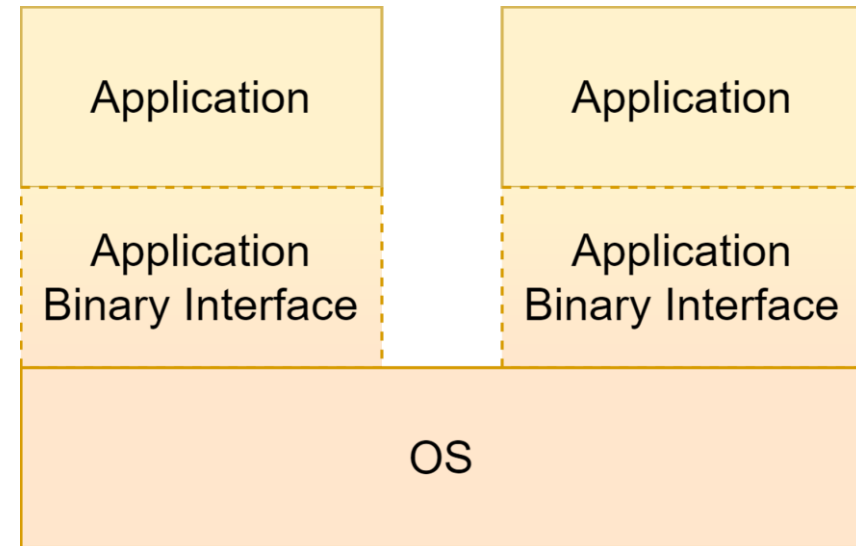 Application
Application
Application
Binary Interface
Application
Binary Interface
OS